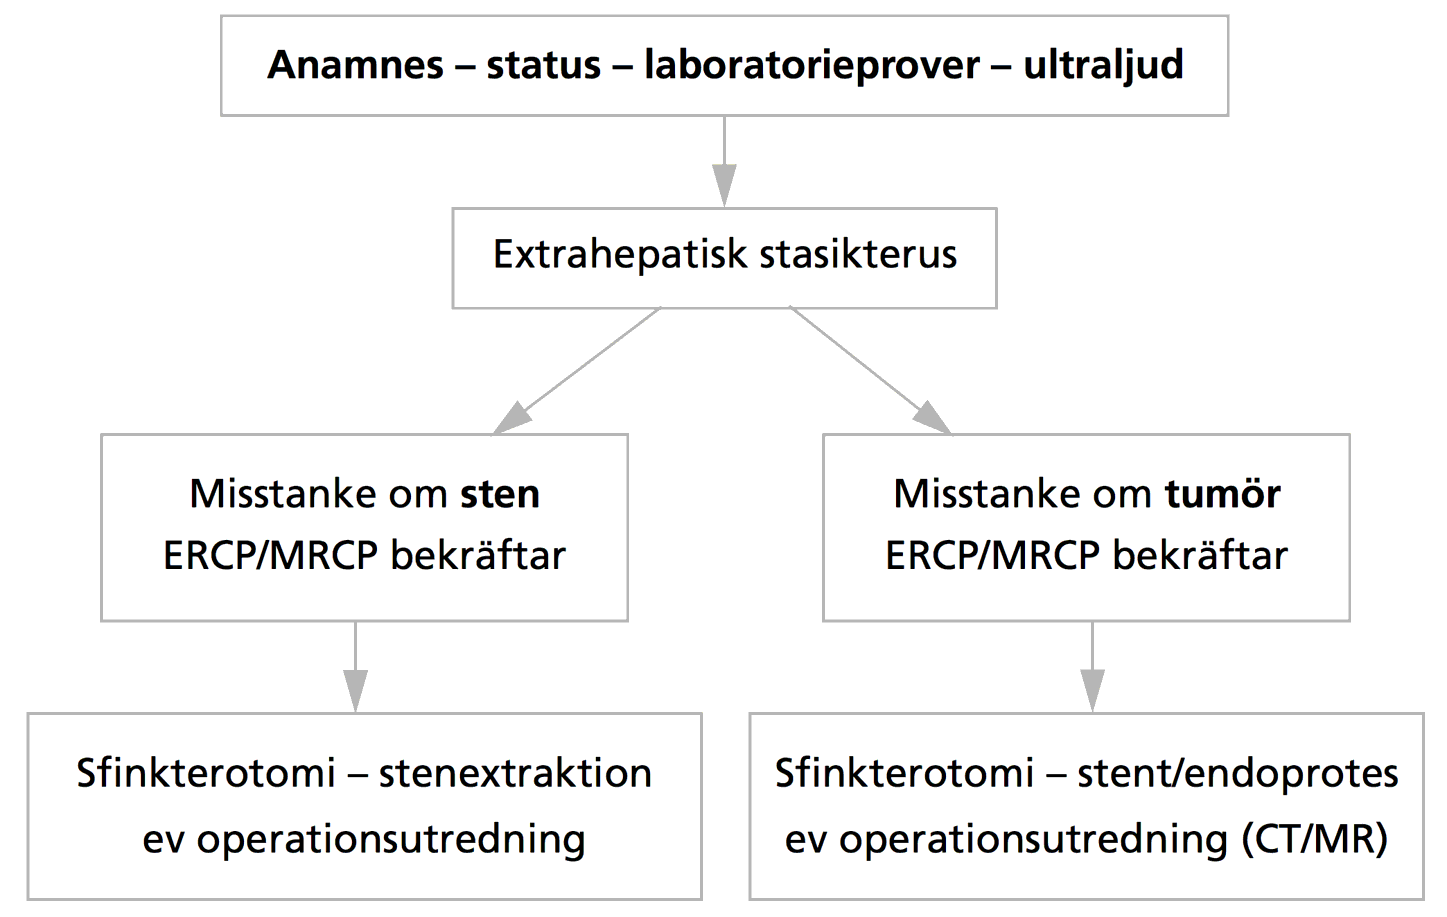 Anamnes – status – laboratorieprover – ultraljud
Extrahepatisk stasikterus
Misstanke om sten
ERCP/MRCP bekräftar
Misstanke om tumör
ERCP/MRCP bekräftar
Sfinkterotomi – stenextraktion
ev operationsutredning
Sfinkterotomi – stent/endoprotes
ev operationsutredning (CT/MR)